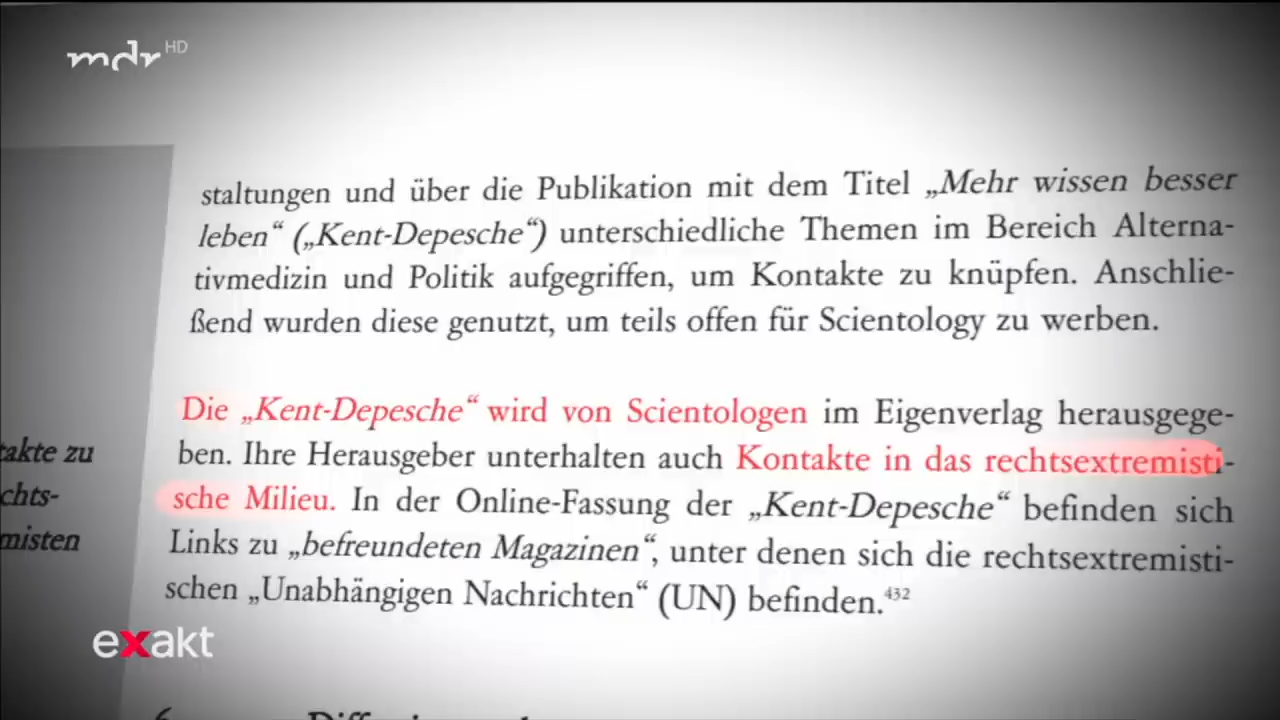 mdr HD
staltungen und über die Publikation mit dem Titel „Mehr wissen besser
leben“ („Kent-Depesche“) unterschiedliche Themen im Bereich Alterna-
tivmedizin und Politik aufgegriffen, um Kontakte zu knüpfen. Anschlie-
ßend wurden diese genutzt, um teils offen für Scientology zu werben.
Die „Kent-Depesche“ wird von Scientologen im Eigenverlag herausgege-
ben. Ihre Herausgeber unterhalten auch Kontakte in das rechtsextremisti-
sche Milieu. In der Online-Fassung der „Kent-Depesche“ befinden sich
Links zu „befreundeten Magazinen“, unter denen sich die rechtsextremisti-
schen „Unabhängigen Nachrichten“ (UN) befinden.432
takte zu
chts-
misten
exakt